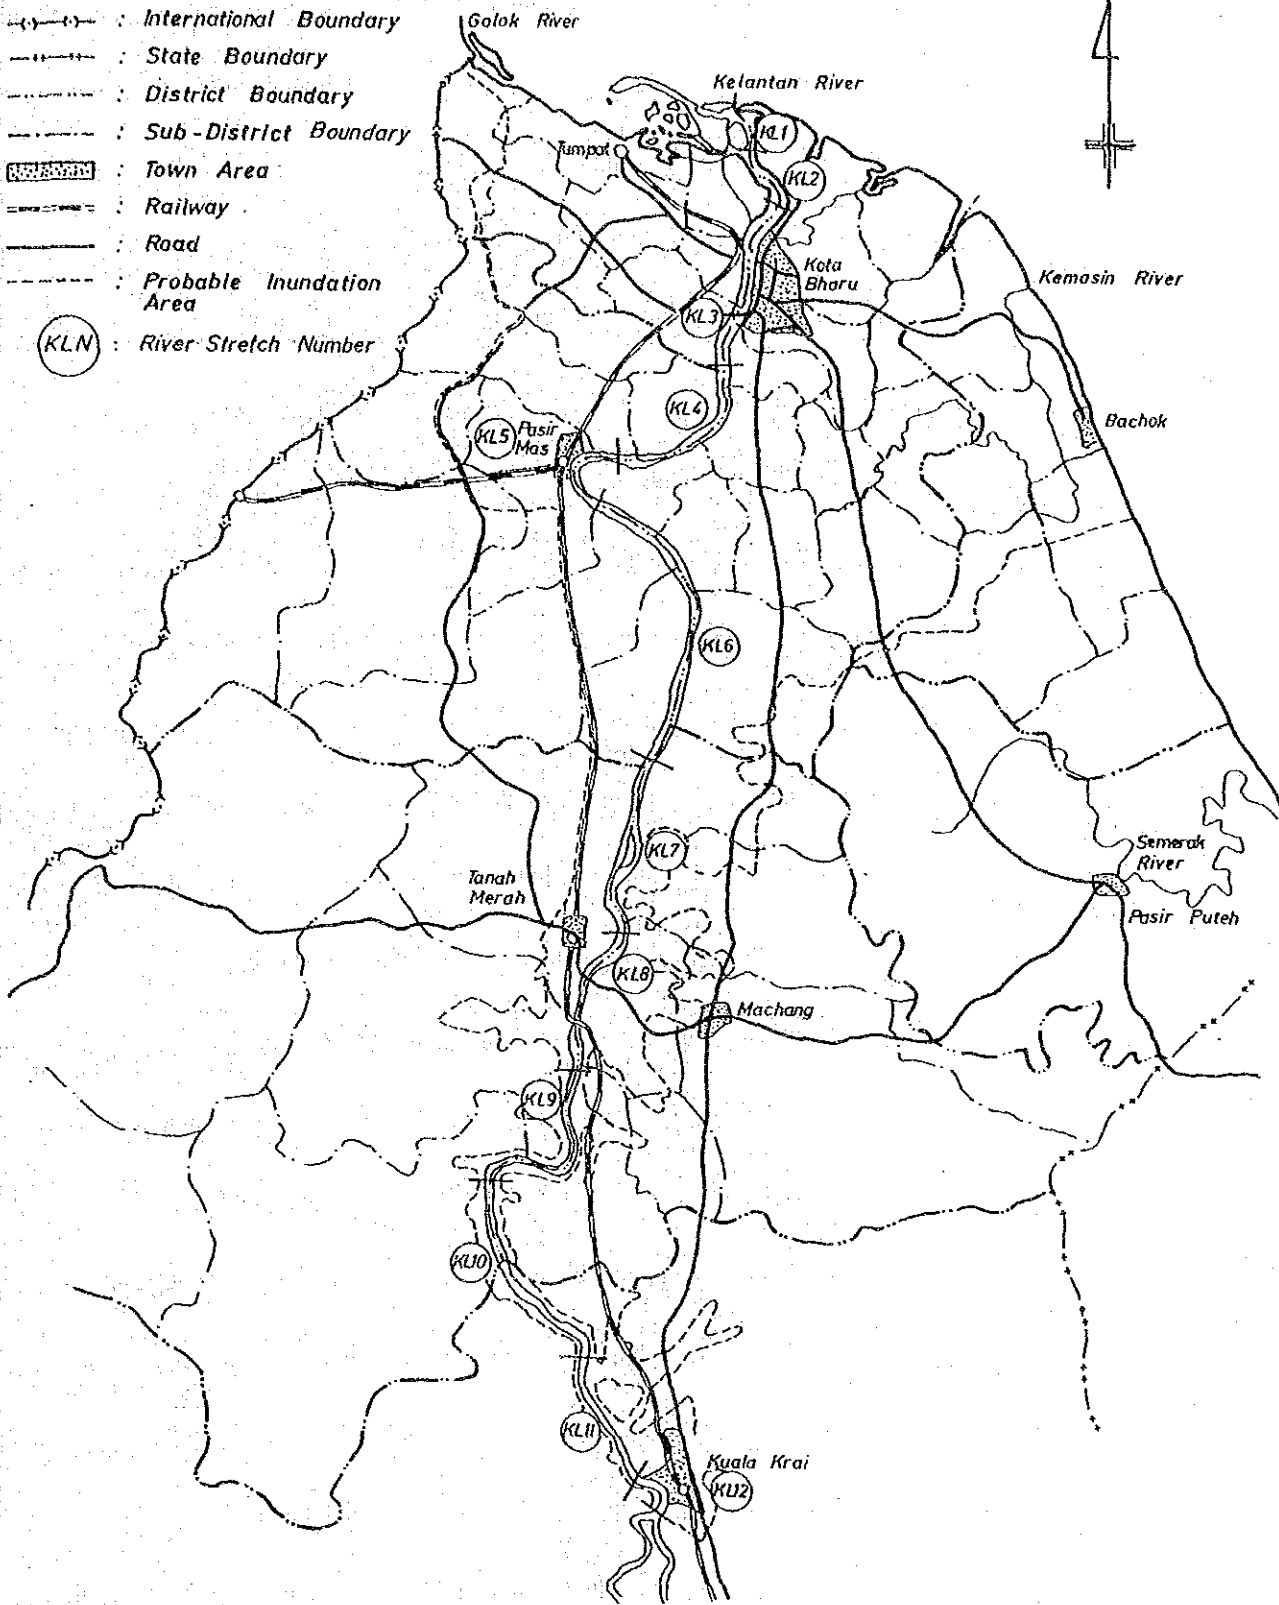 : International Boundary
: State Boundary
: District Boundary
: Sub-District Boundary
: Town Area
: Railway
: Road
: Probable Inundation
Area
KLN : River Stretch Number
Golok River
Kelantan River
KL1
Tumpat
KL2
Kota
Bharu
Kemasin River
KL3
KL4
Bachok
KL5
Pasir
Mas
KL6
KL7
Semerak
River
Tanah
Merah
Pasir Puteh
KL8
Machang
KL9
KL10
KL11
Kuala Krai
KL12